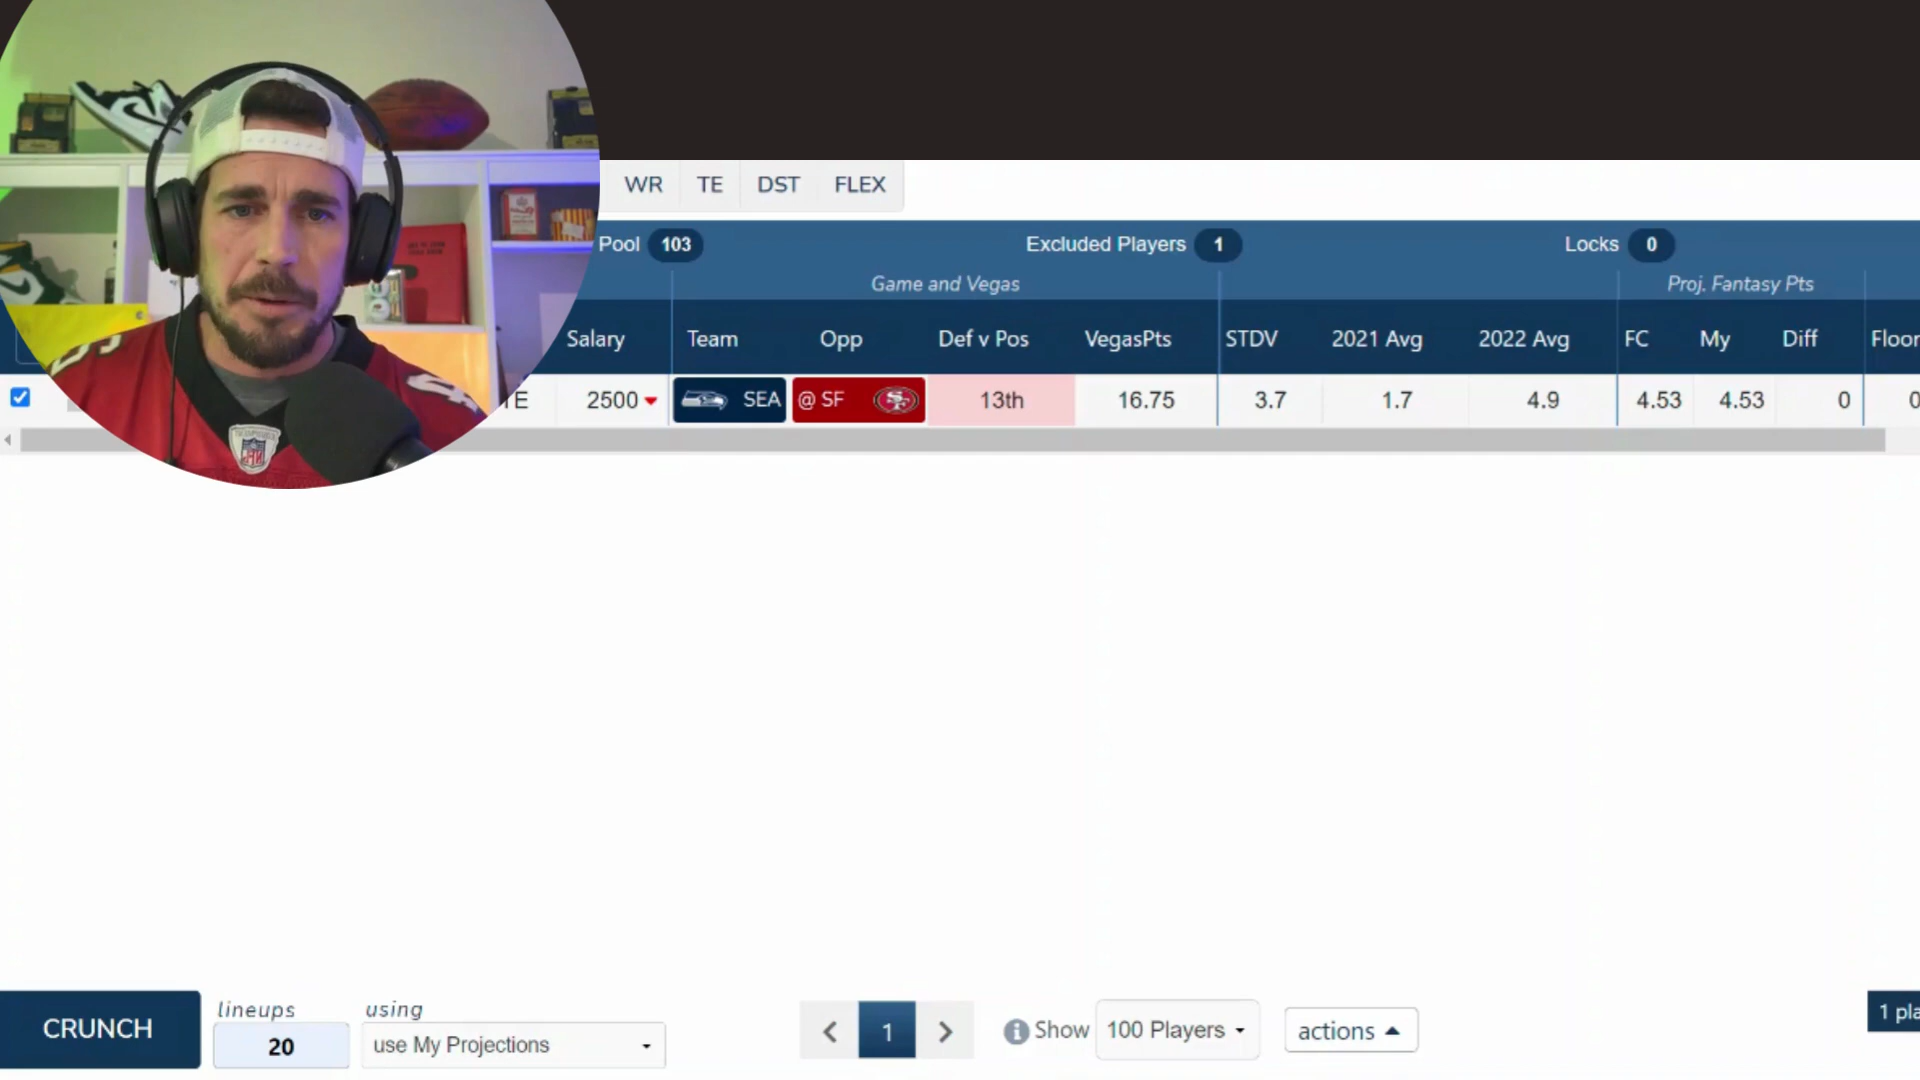 WR TE DST FLEX
Pool 103 Excluded Players 1 Locks 0
Game and Vegas Proj. Fantasy Pts
Salary Team Opp Def v Pos VegasPts STDV 2021 Avg 2022 Avg FC My Diff Floor
TE 2500 SEA @ SF 13th 16.75 3.7 1.7 4.9 4.53 4.53 0 0
lineups using
CRUNCH 20 use My Projections 1 Show 100 Players actions 1 pla